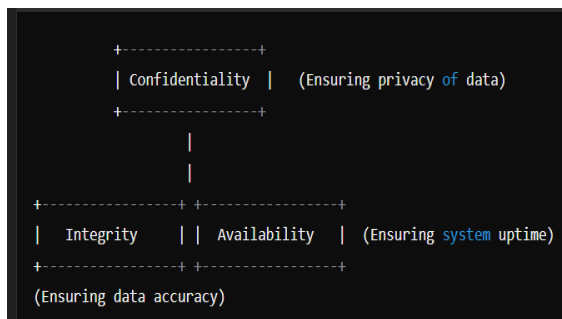 +-----------------+
| Confidentiality  |   (Ensuring privacy of data)
+-----------------+
|
|
+-----------------+ +-----------------+
|   Integrity     | |  Availability   |  (Ensuring system uptime)
+-----------------+ +-----------------+
(Ensuring data accuracy)